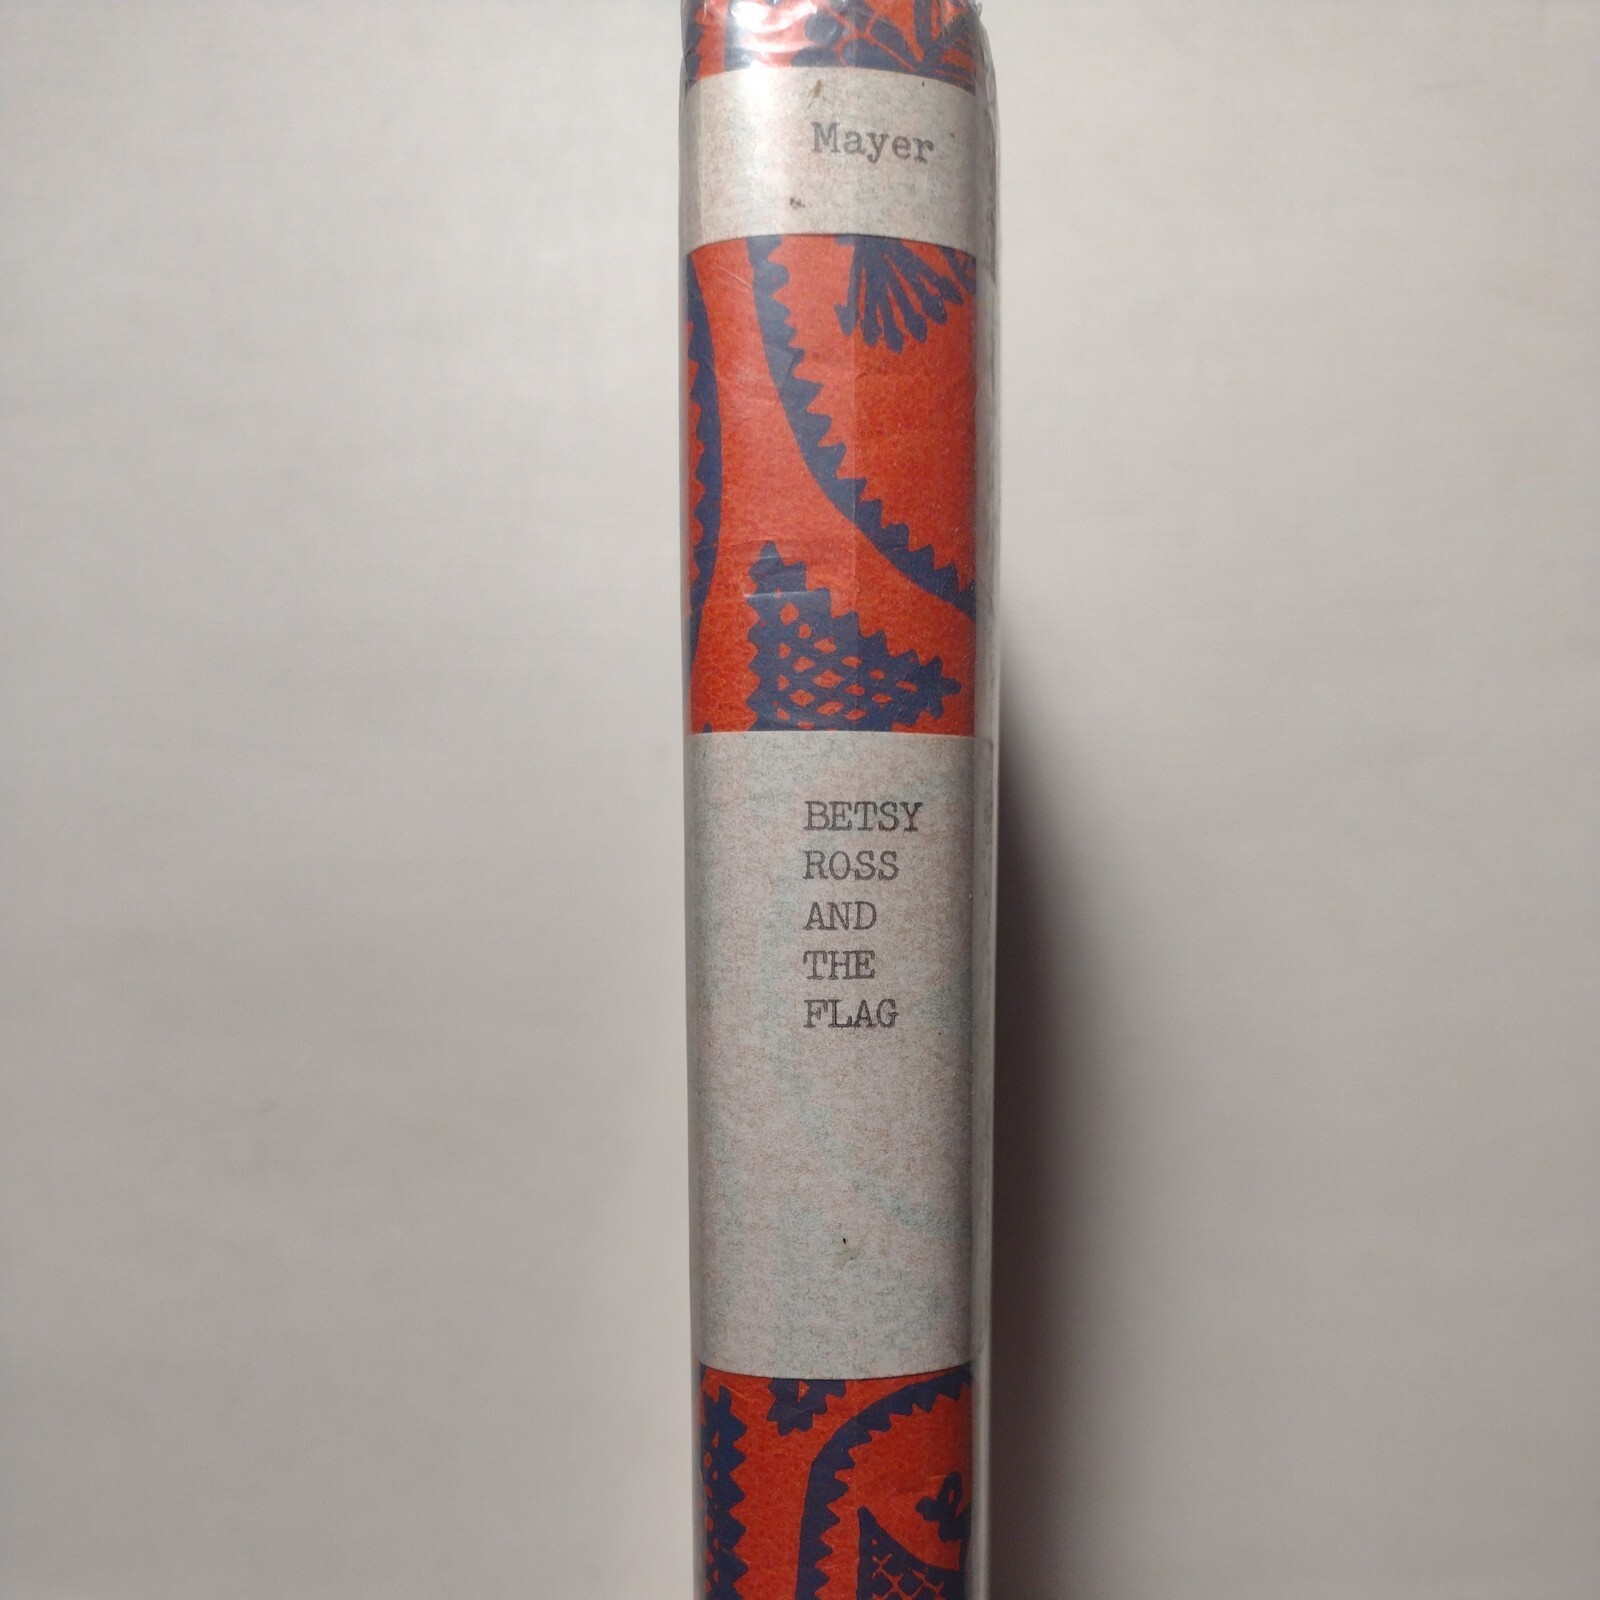 Mayer
BETSY
ROSS
AND
THE
FLAG